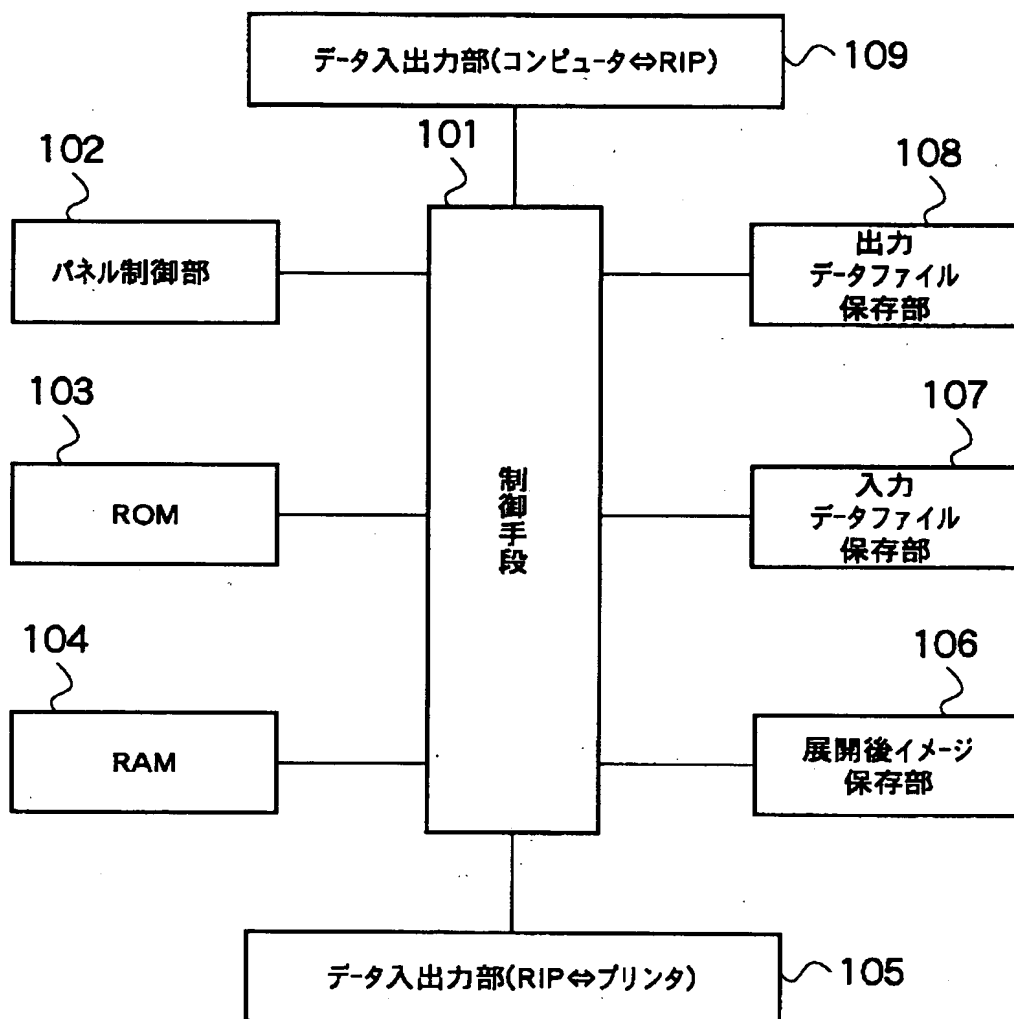 データ入出力部(コンピュータ⇔RIP)
109
101
102
108
パネル制御部
出力
データファイル
保存部
103
107
ROM
制御手段
入力
データファイル
保存部
104
106
RAM
展開後イメージ
保存部
データ入出力部(RIP⇔プリンタ)
105